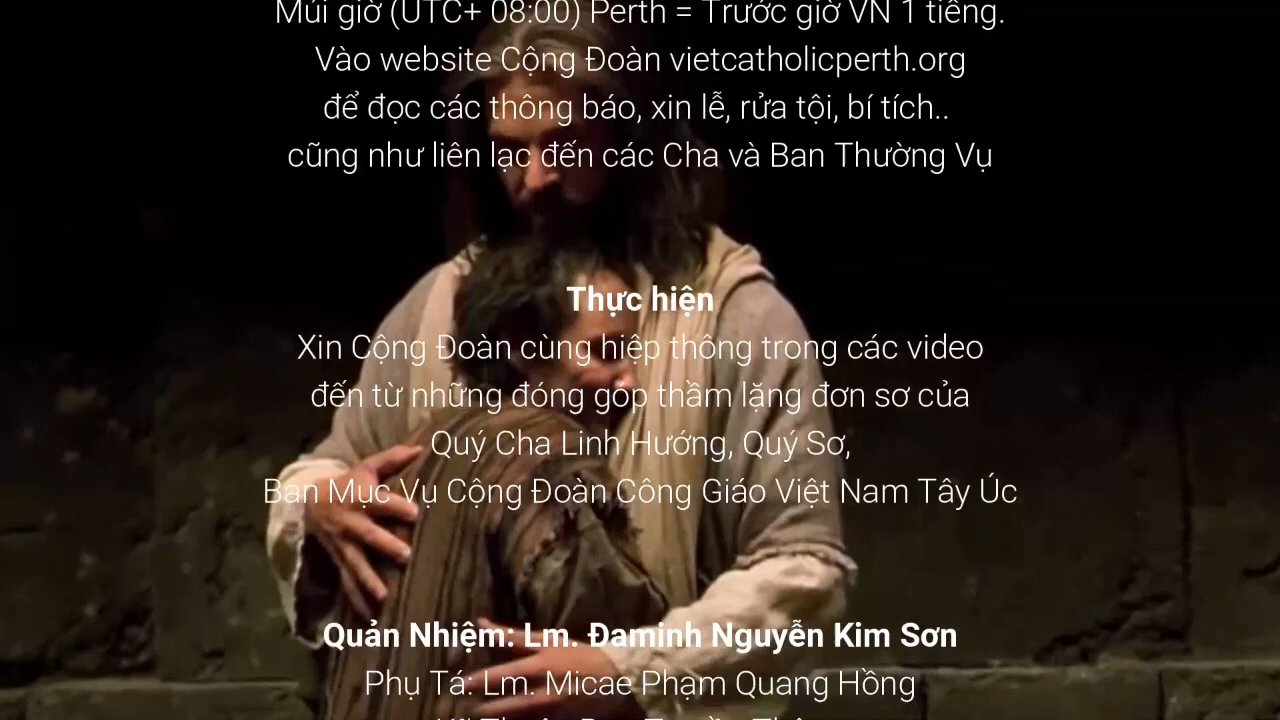 Múi giờ (UTC+ 08:00) Perth = Trước giờ VN 1 tiếng.
Vào website Cộng Đoàn vietcatholicperth.org
để đọc các thông báo, xin lễ, rửa tội, bí tích..
cũng như liên lạc đến các Cha và Ban Thường Vụ
Thực hiện
Xin Cộng Đoàn cùng hiệp thông trong các video
đến từ những đóng góp thầm lặng đơn sơ của
Quý Cha Linh Hướng, Quý Sơ,
Ban Mục Vụ Cộng Đoàn Công Giáo Việt Nam Tây Úc
Quản Nhiệm: Lm. Đaminh Nguyễn Kim Sơn
Phụ Tá: Lm. Micae Phạm Quang Hồng